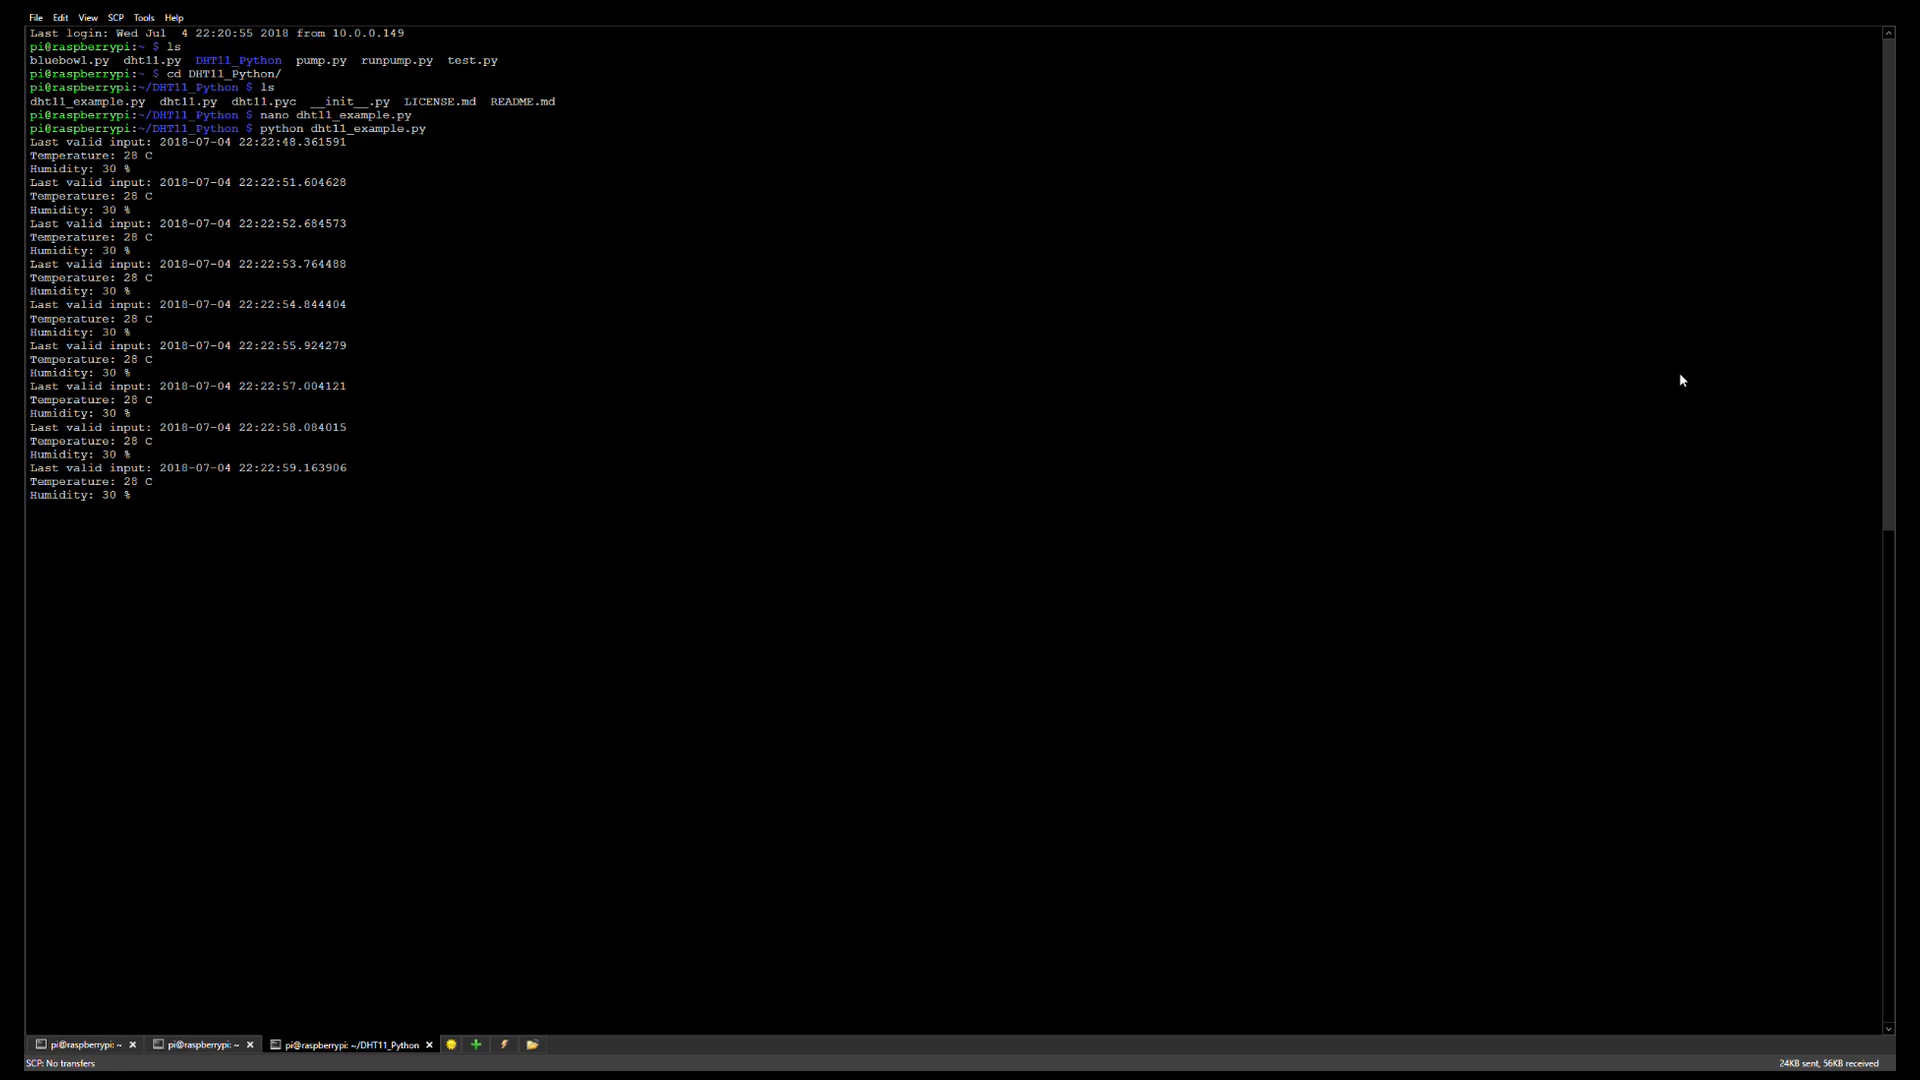 File Edit View SCP Tools Help
Last login: Wed Jul  4 22:20:55 2018 from 10.0.0.149
pi@raspberrypi:~ $ ls
bluebowl.py  dht11.py  DHT11_Python  pump.py  runpump.py  test.py
pi@raspberrypi:~ $ cd DHT11_Python/
pi@raspberrypi:~/DHT11_Python $ ls
dht11_example.py  dht11.py  dht11.pyc  __init__.py  LICENSE.md  README.md
pi@raspberrypi:~/DHT11_Python $ nano dht11_example.py
pi@raspberrypi:~/DHT11_Python $ python dht11_example.py
Last valid input: 2018-07-04 22:22:48.361591
Temperature: 28 C
Humidity: 30 %
Last valid input: 2018-07-04 22:22:51.604628
Temperature: 28 C
Humidity: 30 %
Last valid input: 2018-07-04 22:22:52.684573
Temperature: 28 C
Humidity: 30 %
Last valid input: 2018-07-04 22:22:53.764488
Temperature: 28 C
Humidity: 30 %
Last valid input: 2018-07-04 22:22:54.844404
Temperature: 28 C
Humidity: 30 %
Last valid input: 2018-07-04 22:22:55.924279
Temperature: 28 C
Humidity: 30 %
Last valid input: 2018-07-04 22:22:57.004121
Temperature: 28 C
Humidity: 30 %
Last valid input: 2018-07-04 22:22:58.084015
Temperature: 28 C
Humidity: 30 %
Last valid input: 2018-07-04 22:22:59.163906
Temperature: 28 C
Humidity: 30 %
pi@raspberrypi: ~ pi@raspberrypi: ~ pi@raspberrypi: ~/DHT11_Python
SCP: No transfers 24KB sent, 56KB received